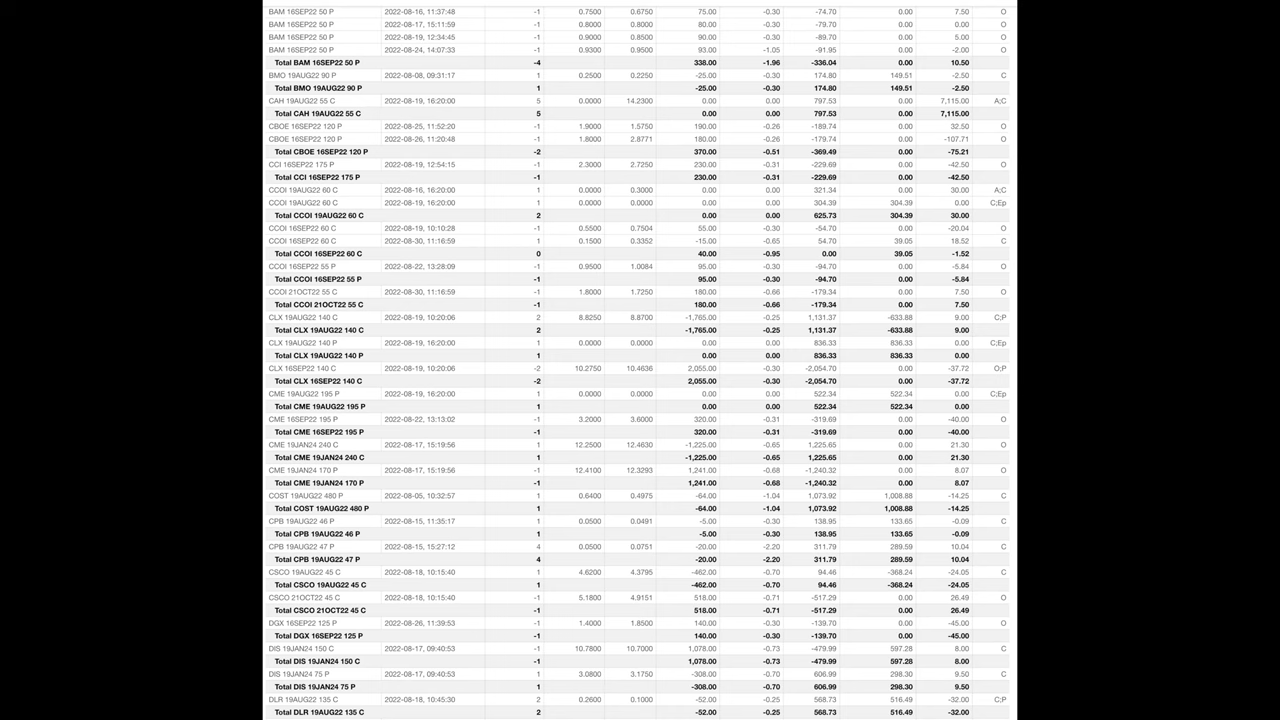 BAM 16SEP22 50 P 2022-08-16, 11:37:48 -1 0.7500 0.6750 75.00 -0.30 -74.70 0.00 7.50 O
BAM 16SEP22 50 P 2022-08-17, 15:11:59 -1 0.8000 0.8000 80.00 -0.30 -79.70 0.00 0.00 O
BAM 16SEP22 50 P 2022-08-19, 12:34:45 -1 0.9000 0.8500 90.00 -0.30 -89.70 0.00 5.00 O
BAM 16SEP22 50 P 2022-08-24, 14:07:33 -1 0.9300 0.9500 93.00 -1.05 -91.95 0.00 -2.00 O
Total BAM 16SEP22 50 P -4 338.00 -1.96 -336.04 0.00 10.50
BMO 19AUG22 90 P 2022-08-08, 09:31:17 1 0.2500 0.2250 -25.00 -0.30 174.80 149.51 -2.50 C
Total BMO 19AUG22 90 P 1 -25.00 -0.30 174.80 149.51 -2.50
CAH 19AUG22 55 C 2022-08-19, 16:20:00 5 0.0000 14.2300 0.00 0.00 797.53 0.00 7,115.00 A;C
Total CAH 19AUG22 55 C 5 0.00 0.00 797.53 0.00 7,115.00
CBOE 16SEP22 120 P 2022-08-25, 11:52:20 -1 1.9000 1.5750 190.00 -0.26 -189.74 0.00 32.50 O
CBOE 16SEP22 120 P 2022-08-26, 11:20:48 -1 1.8000 2.8771 180.00 -0.26 -179.74 0.00 -107.71 O
Total CBOE 16SEP22 120 P -2 370.00 -0.51 -369.49 0.00 -75.21
CCI 16SEP22 175 P 2022-08-19, 12:54:15 -1 2.3000 2.7250 230.00 -0.31 -229.69 0.00 -42.50 O
Total CCI 16SEP22 175 P -1 230.00 -0.31 -229.69 0.00 -42.50
CCOI 19AUG22 60 C 2022-08-16, 16:20:00 1 0.0000 0.3000 0.00 0.00 321.34 0.00 30.00 A;C
CCOI 19AUG22 60 C 2022-08-19, 16:20:00 1 0.0000 0.0000 0.00 0.00 304.39 304.39 0.00 C;Ep
Total CCOI 19AUG22 60 C 2 0.00 0.00 625.73 304.39 30.00
CCOI 16SEP22 60 C 2022-08-19, 10:10:28 -1 0.5500 0.7504 55.00 -0.30 -54.70 0.00 -20.04 O
CCOI 16SEP22 60 C 2022-08-30, 11:16:59 1 0.1500 0.3352 -15.00 -0.65 54.70 39.05 18.52 C
Total CCOI 16SEP22 60 C 0 40.00 -0.95 0.00 39.05 -1.52
CCOI 16SEP22 55 P 2022-08-22, 13:28:09 -1 0.9500 1.0084 95.00 -0.30 -94.70 0.00 -5.84 O
Total CCOI 16SEP22 55 P -1 95.00 -0.30 -94.70 0.00 -5.84
CCOI 21OCT22 55 C 2022-08-30, 11:16:59 -1 1.8000 1.7250 180.00 -0.66 -179.34 0.00 7.50 O
Total CCOI 21OCT22 55 C -1 180.00 -0.66 -179.34 0.00 7.50
CLX 19AUG22 140 C 2022-08-19, 10:20:06 2 8.8250 8.8700 -1,765.00 -0.25 1,131.37 -633.88 9.00 C;P
Total CLX 19AUG22 140 C 2 -1,765.00 -0.25 1,131.37 -633.88 9.00
CLX 19AUG22 140 P 2022-08-19, 16:20:00 1 0.0000 0.0000 0.00 0.00 836.33 836.33 0.00 C;Ep
Total CLX 19AUG22 140 P 1 0.00 0.00 836.33 836.33 0.00
CLX 16SEP22 140 C 2022-08-19, 10:20:06 -2 10.2750 10.4636 2,055.00 -0.30 -2,054.70 0.00 -37.72 O;P
Total CLX 16SEP22 140 C -2 2,055.00 -0.30 -2,054.70 0.00 -37.72
CME 19AUG22 195 P 2022-08-19, 16:20:00 1 0.0000 0.0000 0.00 0.00 522.34 522.34 0.00 C;Ep
Total CME 19AUG22 195 P 1 0.00 0.00 522.34 522.34 0.00
CME 16SEP22 195 P 2022-08-22, 13:13:02 -1 3.2000 3.6000 320.00 -0.31 -319.69 0.00 -40.00 O
Total CME 16SEP22 195 P -1 320.00 -0.31 -319.69 0.00 -40.00
CME 19JAN24 240 C 2022-08-17, 15:19:56 1 12.2500 12.4630 -1,225.00 -0.65 1,225.65 0.00 21.30 O
Total CME 19JAN24 240 C 1 -1,225.00 -0.65 1,225.65 0.00 21.30
CME 19JAN24 170 P 2022-08-17, 15:19:56 -1 12.4100 12.3293 1,241.00 -0.68 -1,240.32 0.00 8.07 O
Total CME 19JAN24 170 P -1 1,241.00 -0.68 -1,240.32 0.00 8.07
COST 19AUG22 480 P 2022-08-05, 10:32:57 1 0.6400 0.4975 -64.00 -1.04 1,073.92 1,008.88 -14.25 C
Total COST 19AUG22 480 P 1 -64.00 -1.04 1,073.92 1,008.88 -14.25
CPB 19AUG22 46 P 2022-08-15, 11:35:17 1 0.0500 0.0491 -5.00 -0.30 138.95 133.65 -0.09 C
Total CPB 19AUG22 46 P 1 -5.00 -0.30 138.95 133.65 -0.09
CPB 19AUG22 47 P 2022-08-15, 15:27:12 4 0.0500 0.0751 -20.00 -2.20 311.79 289.59 10.04 C
Total CPB 19AUG22 47 P 4 -20.00 -2.20 311.79 289.59 10.04
CSCO 19AUG22 45 C 2022-08-18, 10:15:40 1 4.6200 4.3795 -462.00 -0.70 94.46 -368.24 -24.05 C
Total CSCO 19AUG22 45 C 1 -462.00 -0.70 94.46 -368.24 -24.05
CSCO 21OCT22 45 C 2022-08-18, 10:15:40 -1 5.1800 4.9151 518.00 -0.71 -517.29 0.00 26.49 O
Total CSCO 21OCT22 45 C -1 518.00 -0.71 -517.29 0.00 26.49
DGX 16SEP22 125 P 2022-08-26, 11:39:53 -1 1.4000 1.8500 140.00 -0.30 -139.70 0.00 -45.00 O
Total DGX 16SEP22 125 P -1 140.00 -0.30 -139.70 0.00 -45.00
DIS 19JAN24 150 C 2022-08-17, 09:40:53 -1 10.7800 10.7000 1,078.00 -0.73 -479.99 597.28 8.00 C
Total DIS 19JAN24 150 C -1 1,078.00 -0.73 -479.99 597.28 8.00
DIS 19JAN24 75 P 2022-08-17, 09:40:53 1 3.0800 3.1750 -308.00 -0.70 606.99 298.30 9.50 C
Total DIS 19JAN24 75 P 1 -308.00 -0.70 606.99 298.30 9.50
DLR 19AUG22 135 C 2022-08-18, 10:45:30 2 0.2600 0.1000 -52.00 -0.25 568.73 516.49 -32.00 C;P
Total DLR 19AUG22 135 C 2 -52.00 -0.25 568.73 516.49 -32.00